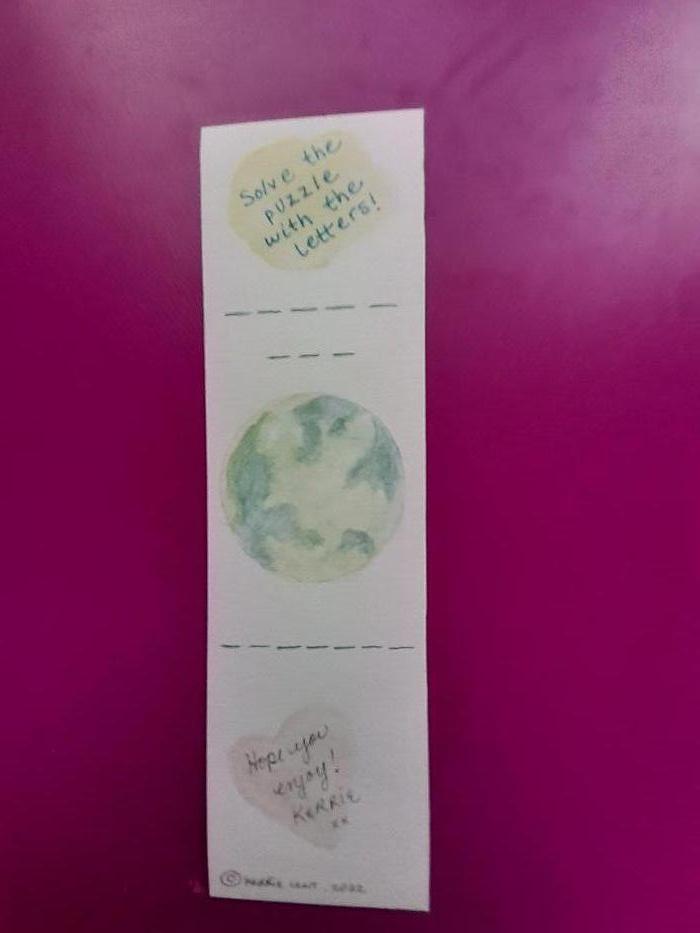 Solve the
puzzle
with the
letters!
Hope you
enjoy!
KERRIE
xx
© KERRIE 2022